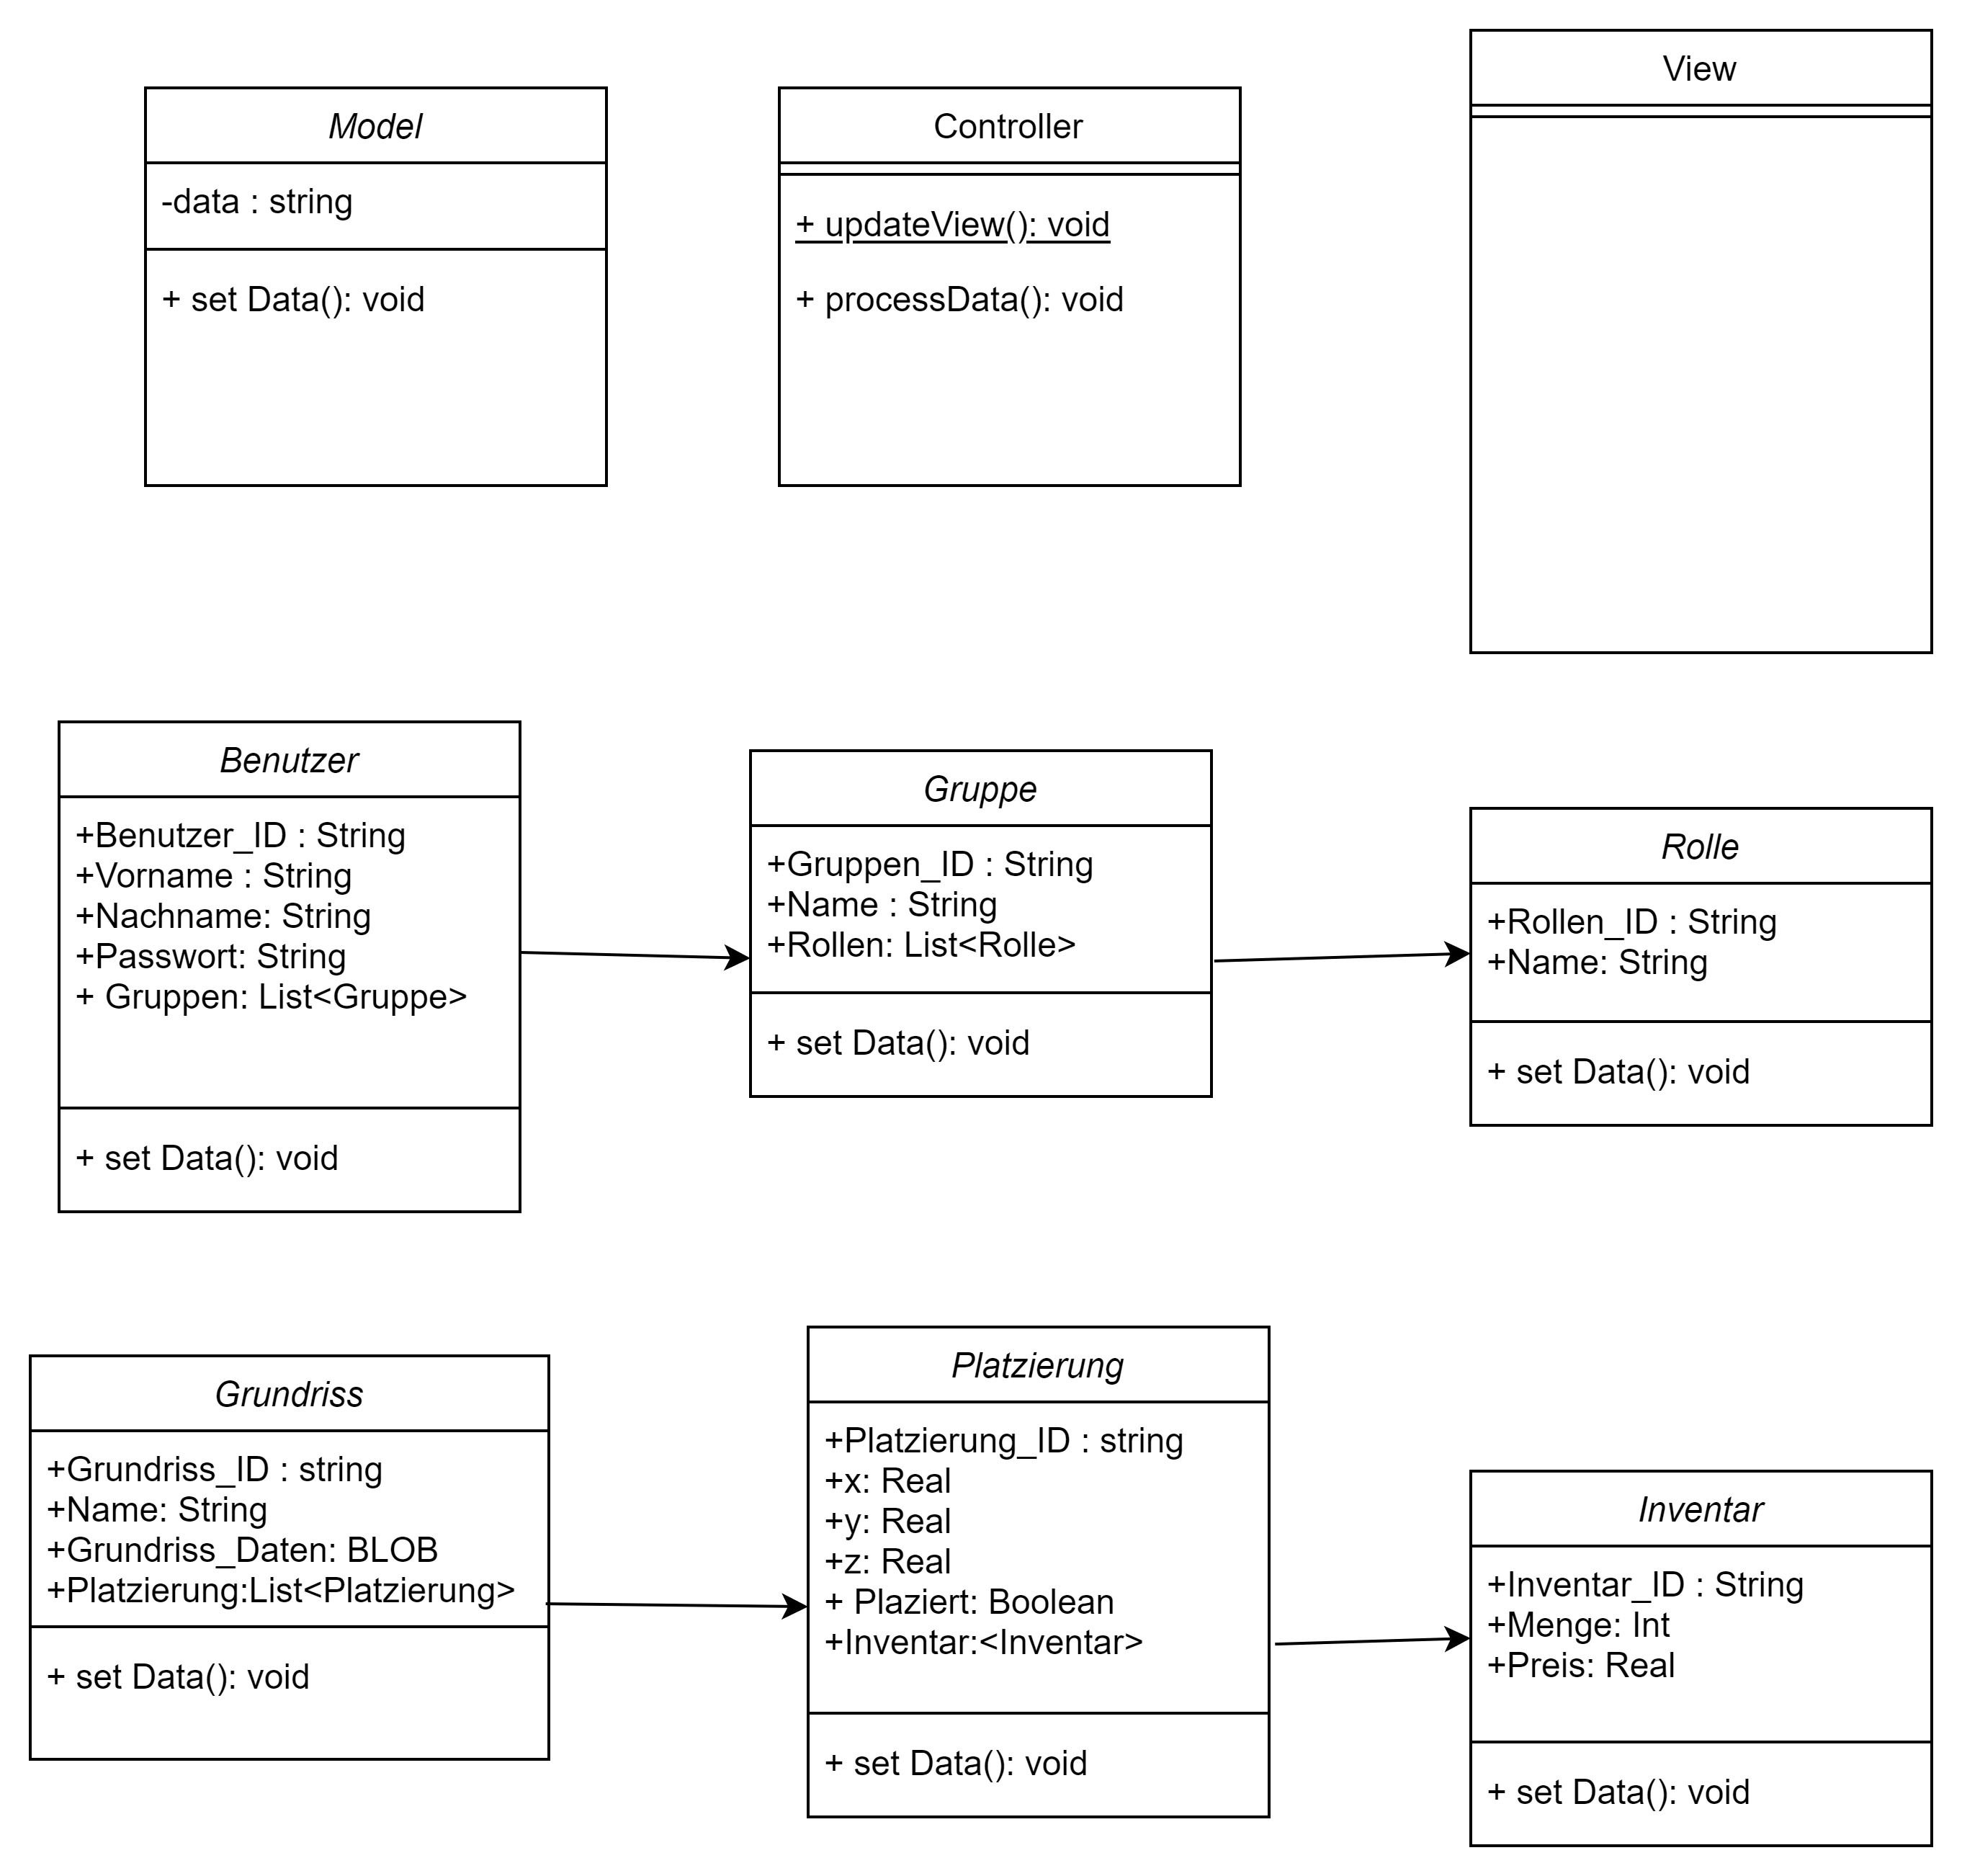 Model
-data : string
+ set Data(): void
Controller
+ updateView(): void
+ processData(): void
View
Benutzer
+Benutzer_ID : String
+Vorname : String
+Nachname: String
+Passwort: String
+ Gruppen: List<Gruppe>
+ set Data(): void
Gruppe
+Gruppen_ID : String
+Name : String
+Rollen: List<Rolle>
+ set Data(): void
Rolle
+Rollen_ID : String
+Name: String
+ set Data(): void
Grundriss
+Grundriss_ID : string
+Name: String
+Grundriss_Daten: BLOB
+Platzierung:List<Platzierung>
+ set Data(): void
Platzierung
+Platzierung_ID : string
+x: Real
+y: Real
+z: Real
+ Plaziert: Boolean
+Inventar:<Inventar>
+ set Data(): void
Inventar
+Inventar_ID : String
+Menge: Int
+Preis: Real
+ set Data(): void